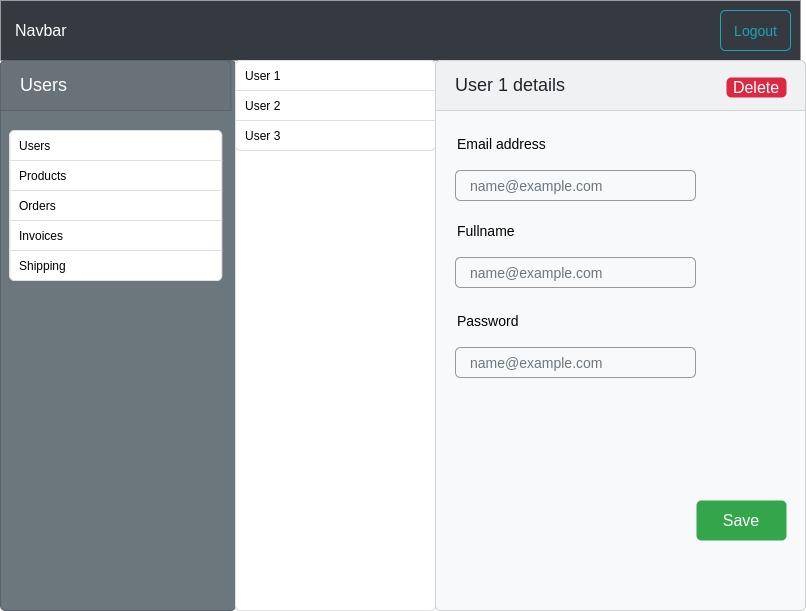 Navbar
Logout
Users
Users
Products
Orders
Invoices
Shipping
User 1
User 2
User 3
User 1 details
Delete
Email address
name@example.com
Fullname
name@example.com
Password
name@example.com
Save